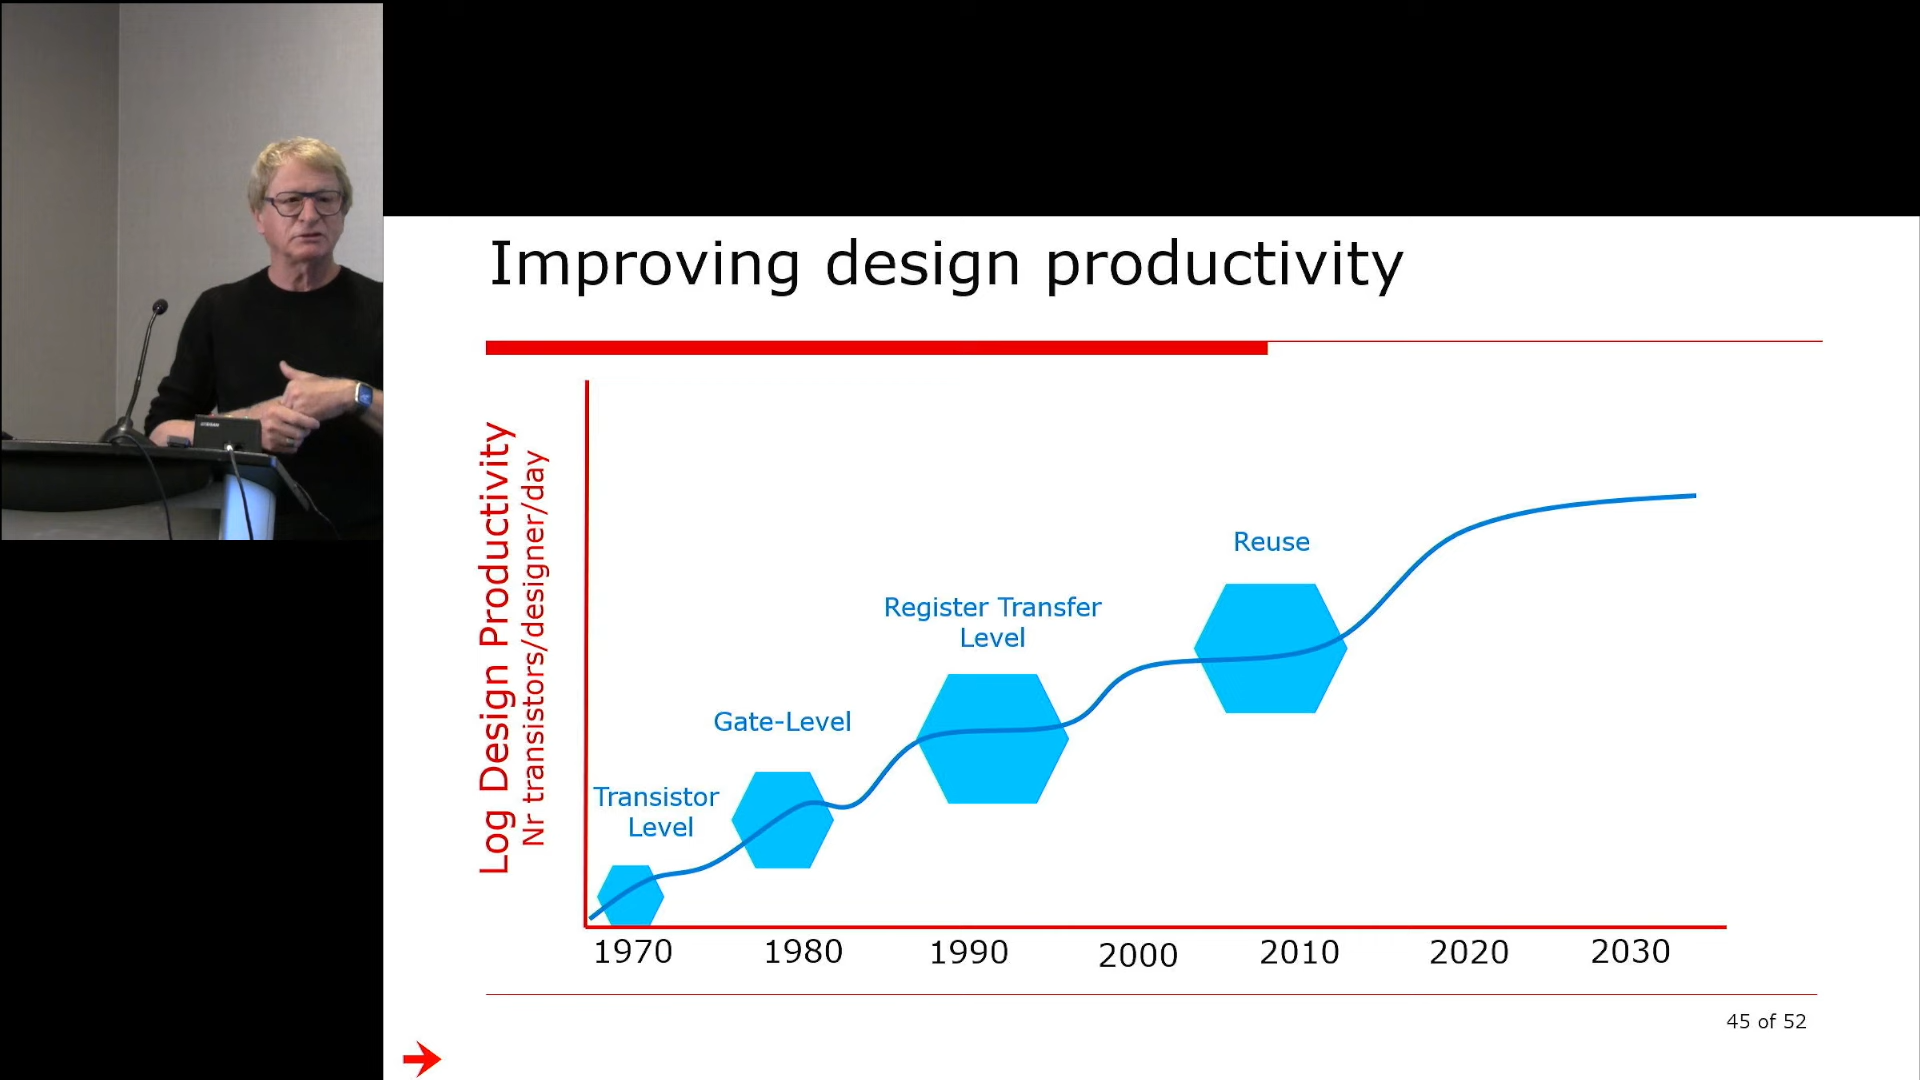 Improving design productivity
Log Design Productivity
Nr transistors/designer/day
Reuse
Register Transfer
Level
Gate-Level
Transistor
Level
1970
1980
1990
2000
2010
2020
2030
45 of 52